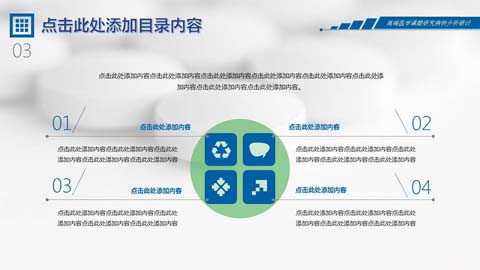 点击此处添加目录内容
高端医学课题研究病例分析研讨
03
点击此处添加内容点击此处添加内容点击此处添加内容点击此处添加内容点击此处添加内容点击此处添
加内容点击此处添加内容点击此处添加内容。
01
点击此处添加内容
点击此处添加内容点击此处添加内容点击此处
添加内容点击此处添加内容点击此处添加内容
点击此处添加内容
02
点击此处添加内容点击此处添加内容点击此处
添加内容点击此处添加内容点击此处添加内容
03
点击此处添加内容
点击此处添加内容点击此处添加内容点击此处
添加内容点击此处添加内容点击此处添加内容
点击此处添加内容
04
点击此处添加内容点击此处添加内容点击此处
添加内容点击此处添加内容点击此处添加内容